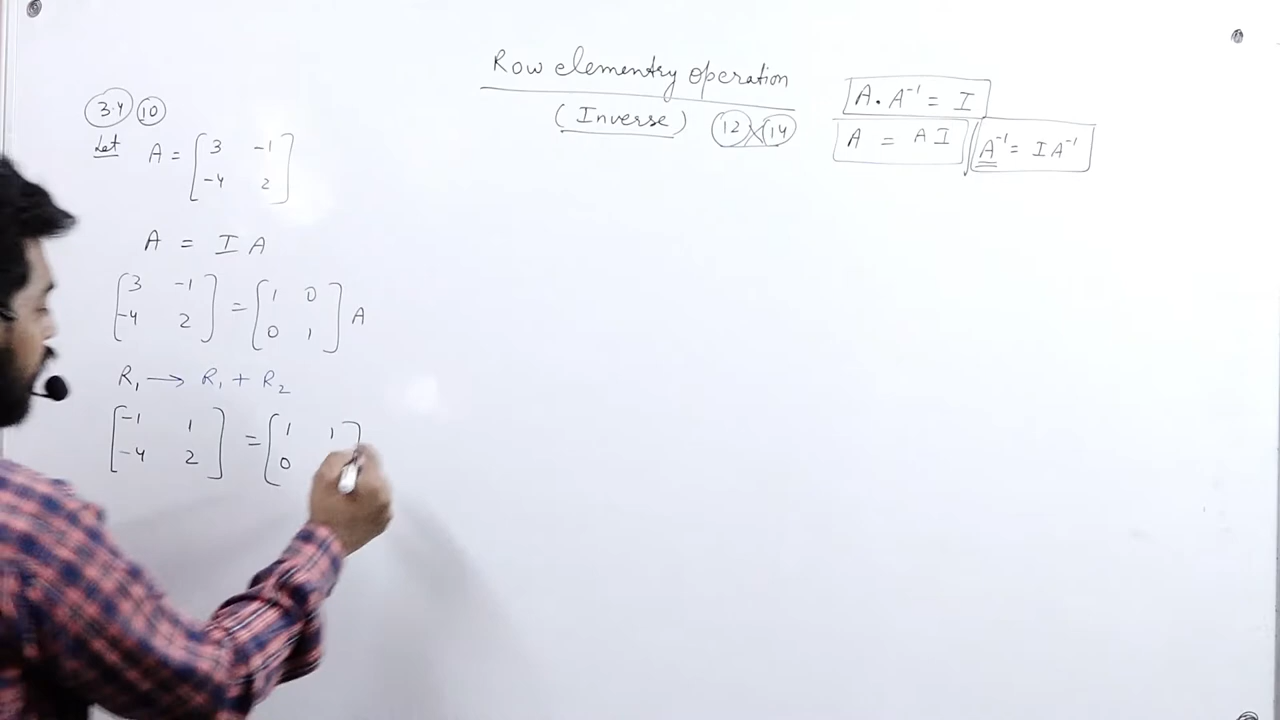 Row elementry operation
(Inverse) 12 14
A. A⁻¹ = I
A = A I
A⁻¹ = I A⁻¹
3.4 10
Let A = [3 -1
-4 2]
A = I A
[3 -1
-4 2] = [1 0
0 1] A
R₁ → R₁ + R₂
[-1 1
-4 2] = [1 1]
0